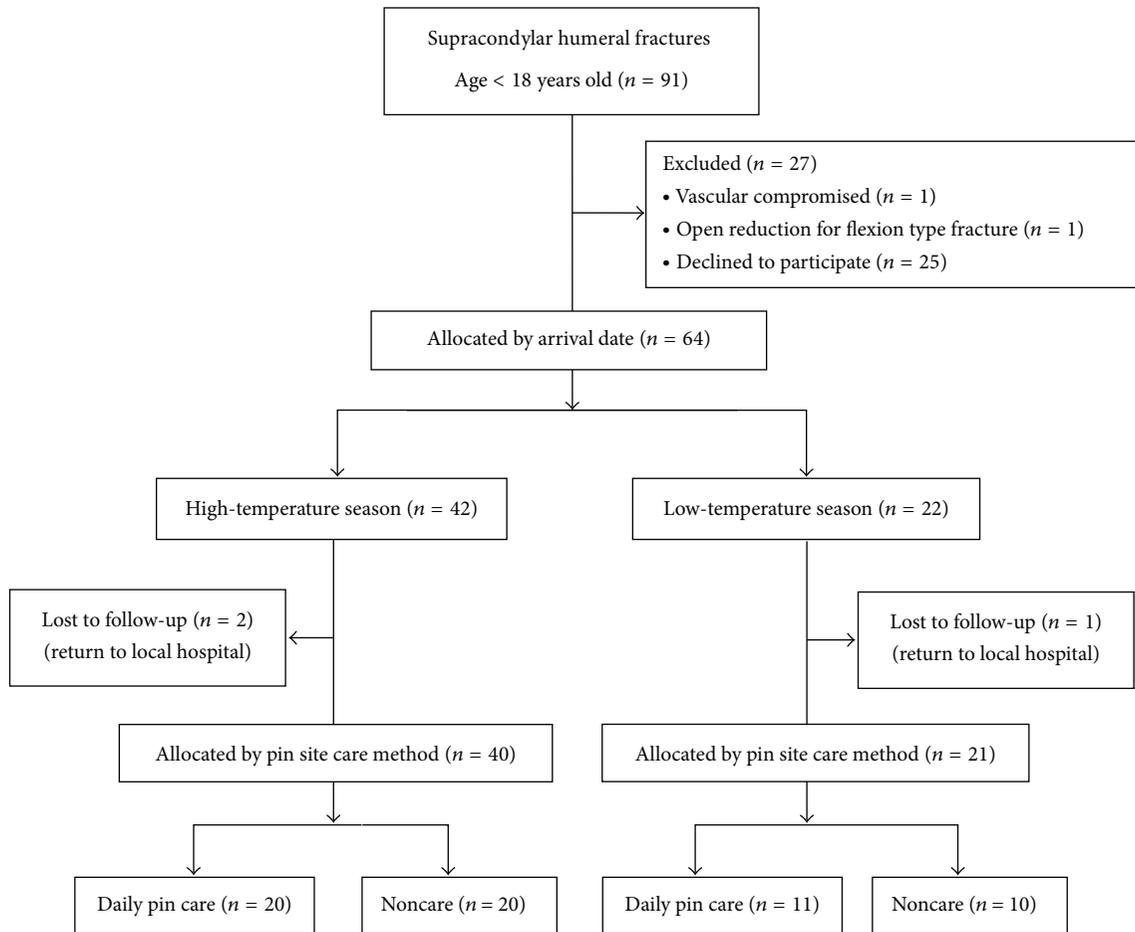 Supracondylar humeral fractures
Age < 18 years old (n = 91)
Excluded (n = 27)
• Vascular compromised (n = 1)
• Open reduction for flexion type fracture (n = 1)
• Declined to participate (n = 25)
Allocated by arrival date (n = 64)
High-temperature season (n = 42)
Low-temperature season (n = 22)
Lost to follow-up (n = 2)
(return to local hospital)
Lost to follow-up (n = 1)
(return to local hospital)
Allocated by pin site care method (n = 40)
Allocated by pin site care method (n = 21)
Daily pin care (n = 20)
Noncare (n = 20)
Daily pin care (n = 11)
Noncare (n = 10)